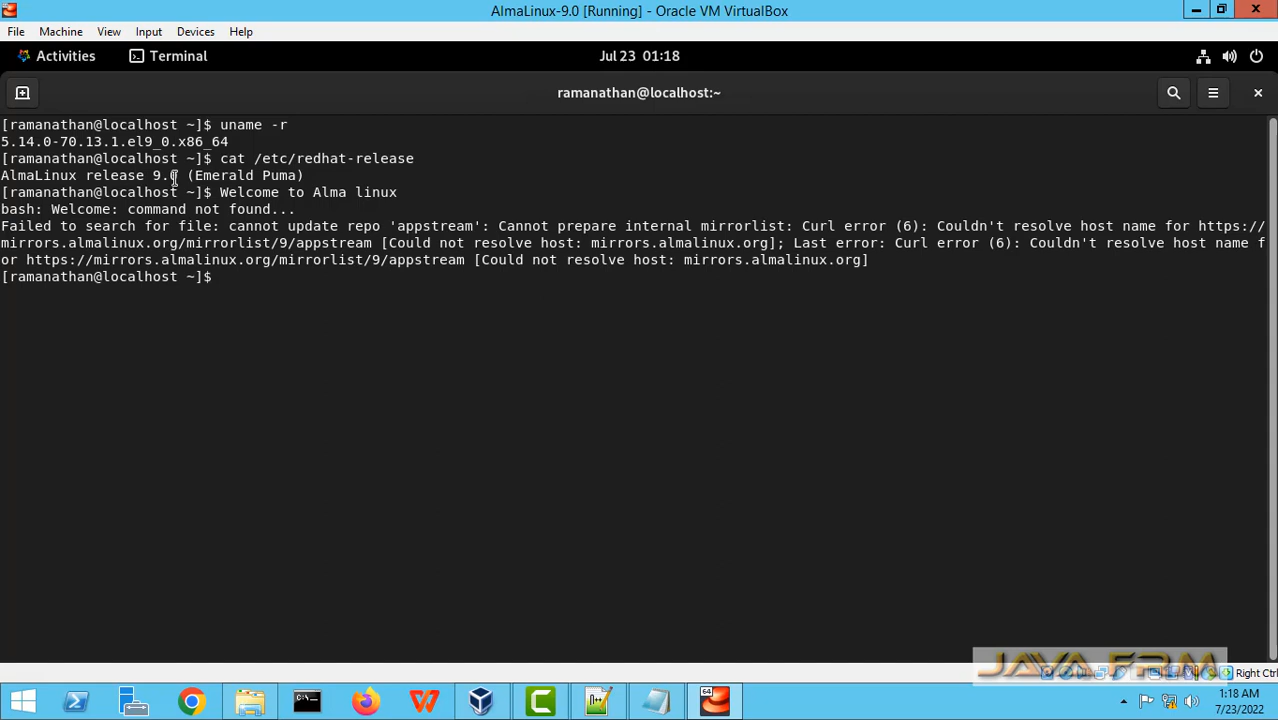 AlmaLinux-9.0 [Running] - Oracle VM VirtualBox
File Machine View Input Devices Help
Activities Terminal Jul 23 01:18
ramanathan@localhost:~
[ramanathan@localhost ~]$ uname -r
5.14.0-70.13.1.el9_0.x86_64
[ramanathan@localhost ~]$ cat /etc/redhat-release
AlmaLinux release 9.0 (Emerald Puma)
[ramanathan@localhost ~]$ Welcome to Alma linux
bash: Welcome: command not found...
Failed to search for file: cannot update repo 'appstream': Cannot prepare internal mirrorlist: Curl error (6): Couldn't resolve host name for https://
mirrors.almalinux.org/mirrorlist/9/appstream [Could not resolve host: mirrors.almalinux.org]; Last error: Curl error (6): Couldn't resolve host name f
or https://mirrors.almalinux.org/mirrorlist/9/appstream [Could not resolve host: mirrors.almalinux.org]
[ramanathan@localhost ~]$
JAVA FRM
Right Ctrl
64
1:18 AM
7/23/2022